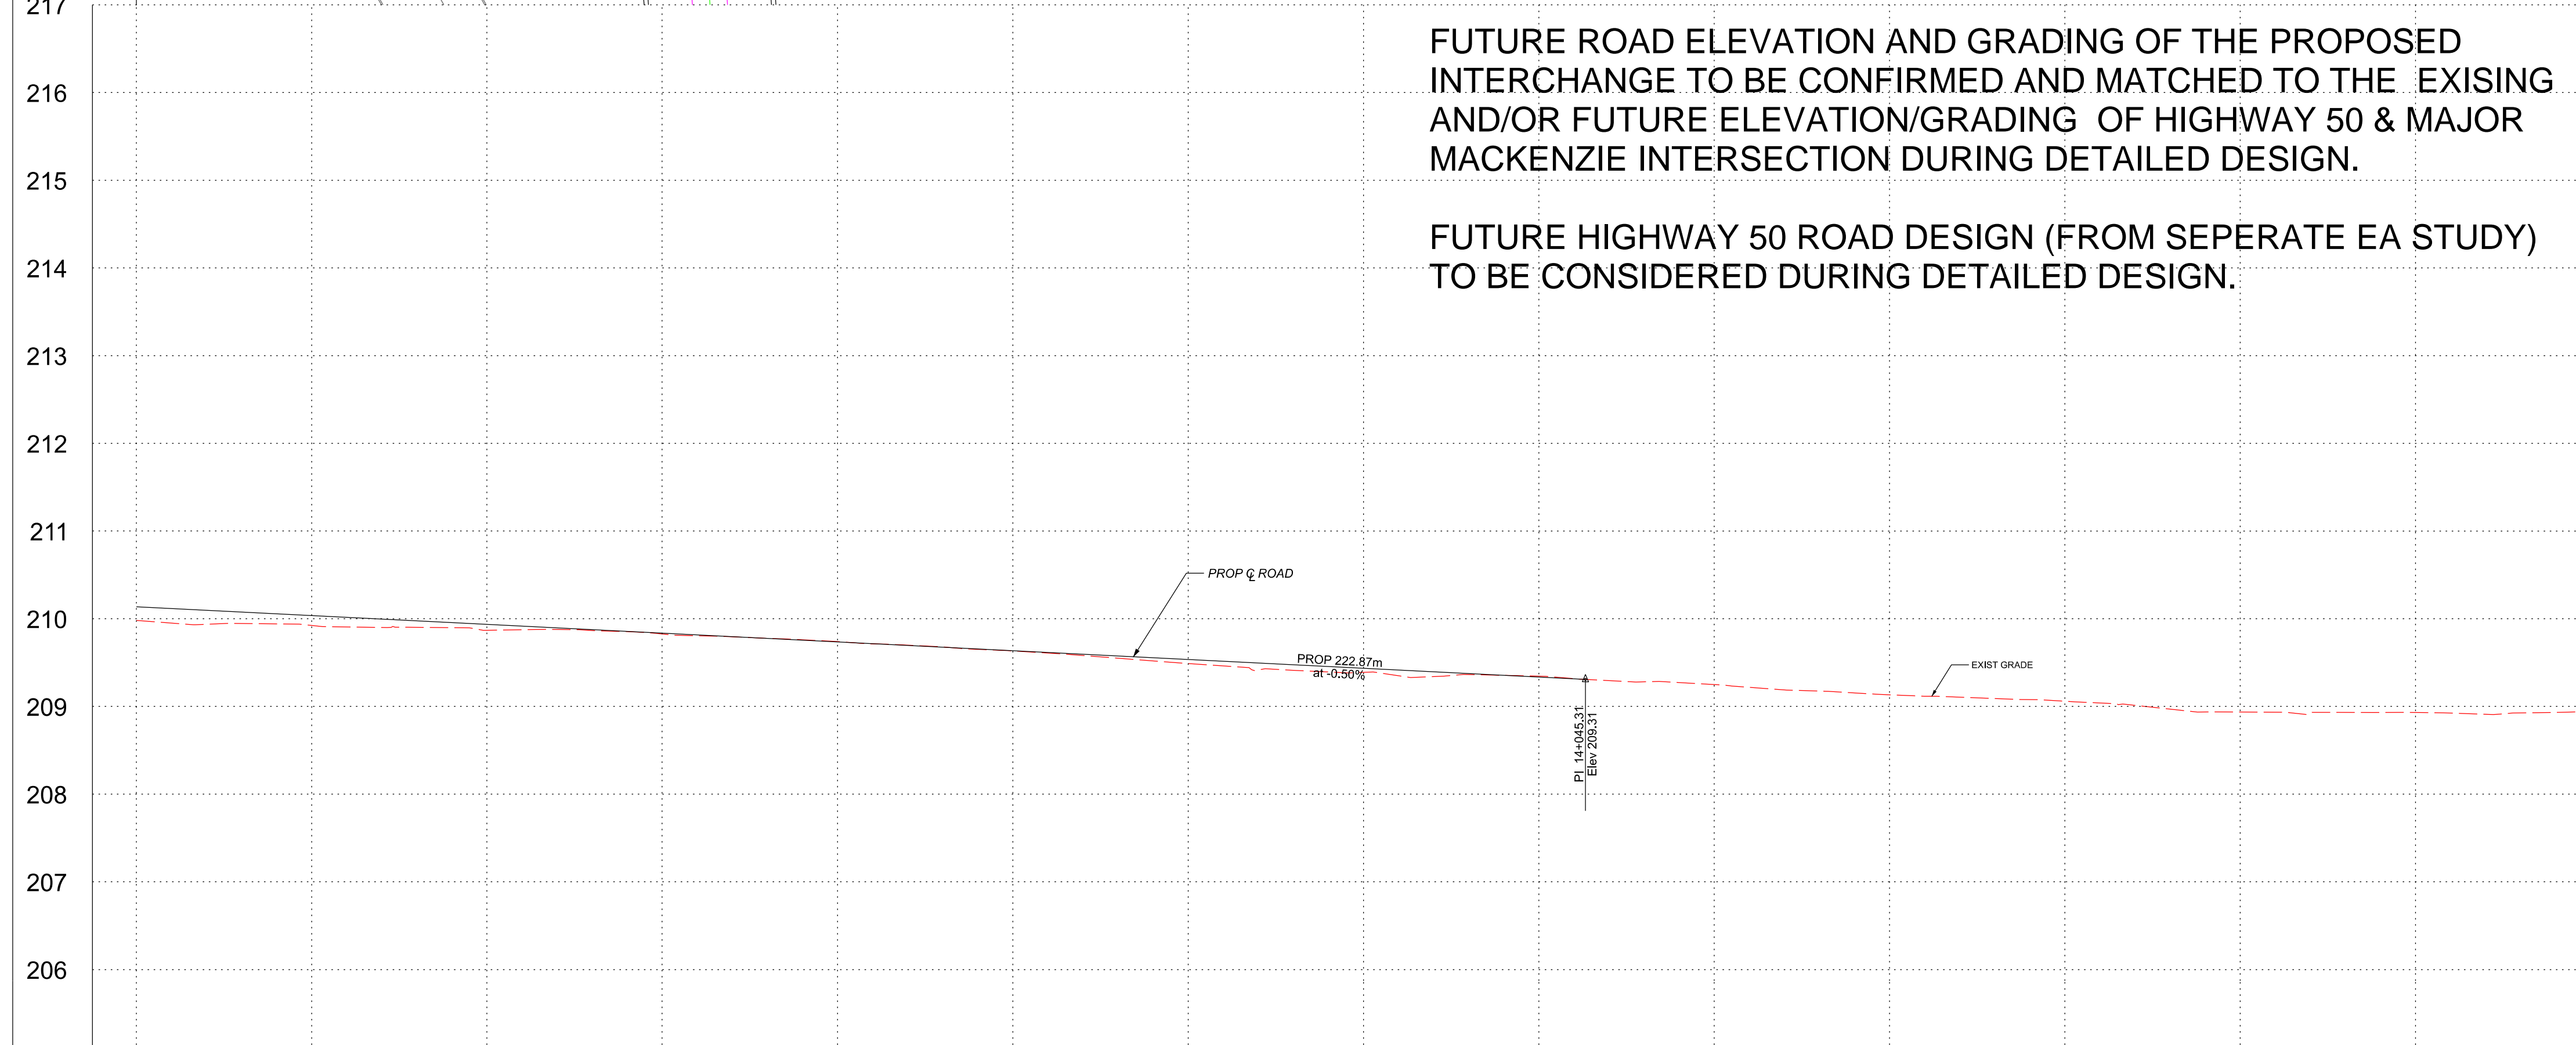 217
FUTURE ROAD ELEVATION AND GRADING OF THE PROPOSED
INTERCHANGE TO BE CONFIRMED AND MATCHED TO THE EXISING
AND/OR FUTURE ELEVATION/GRADING OF HIGHWAY 50 & MAJOR
MACKENZIE INTERSECTION DURING DETAILED DESIGN.
FUTURE HIGHWAY 50 ROAD DESIGN (FROM SEPERATE EA STUDY)
TO BE CONSIDERED DURING DETAILED DESIGN.
216
215
214
213
212
211
210
209
208
207
206
PROP ℄ ROAD
PROP 222.87m
at -0.50%
PI 14+045.31
Elev 209.31
EXIST GRADE